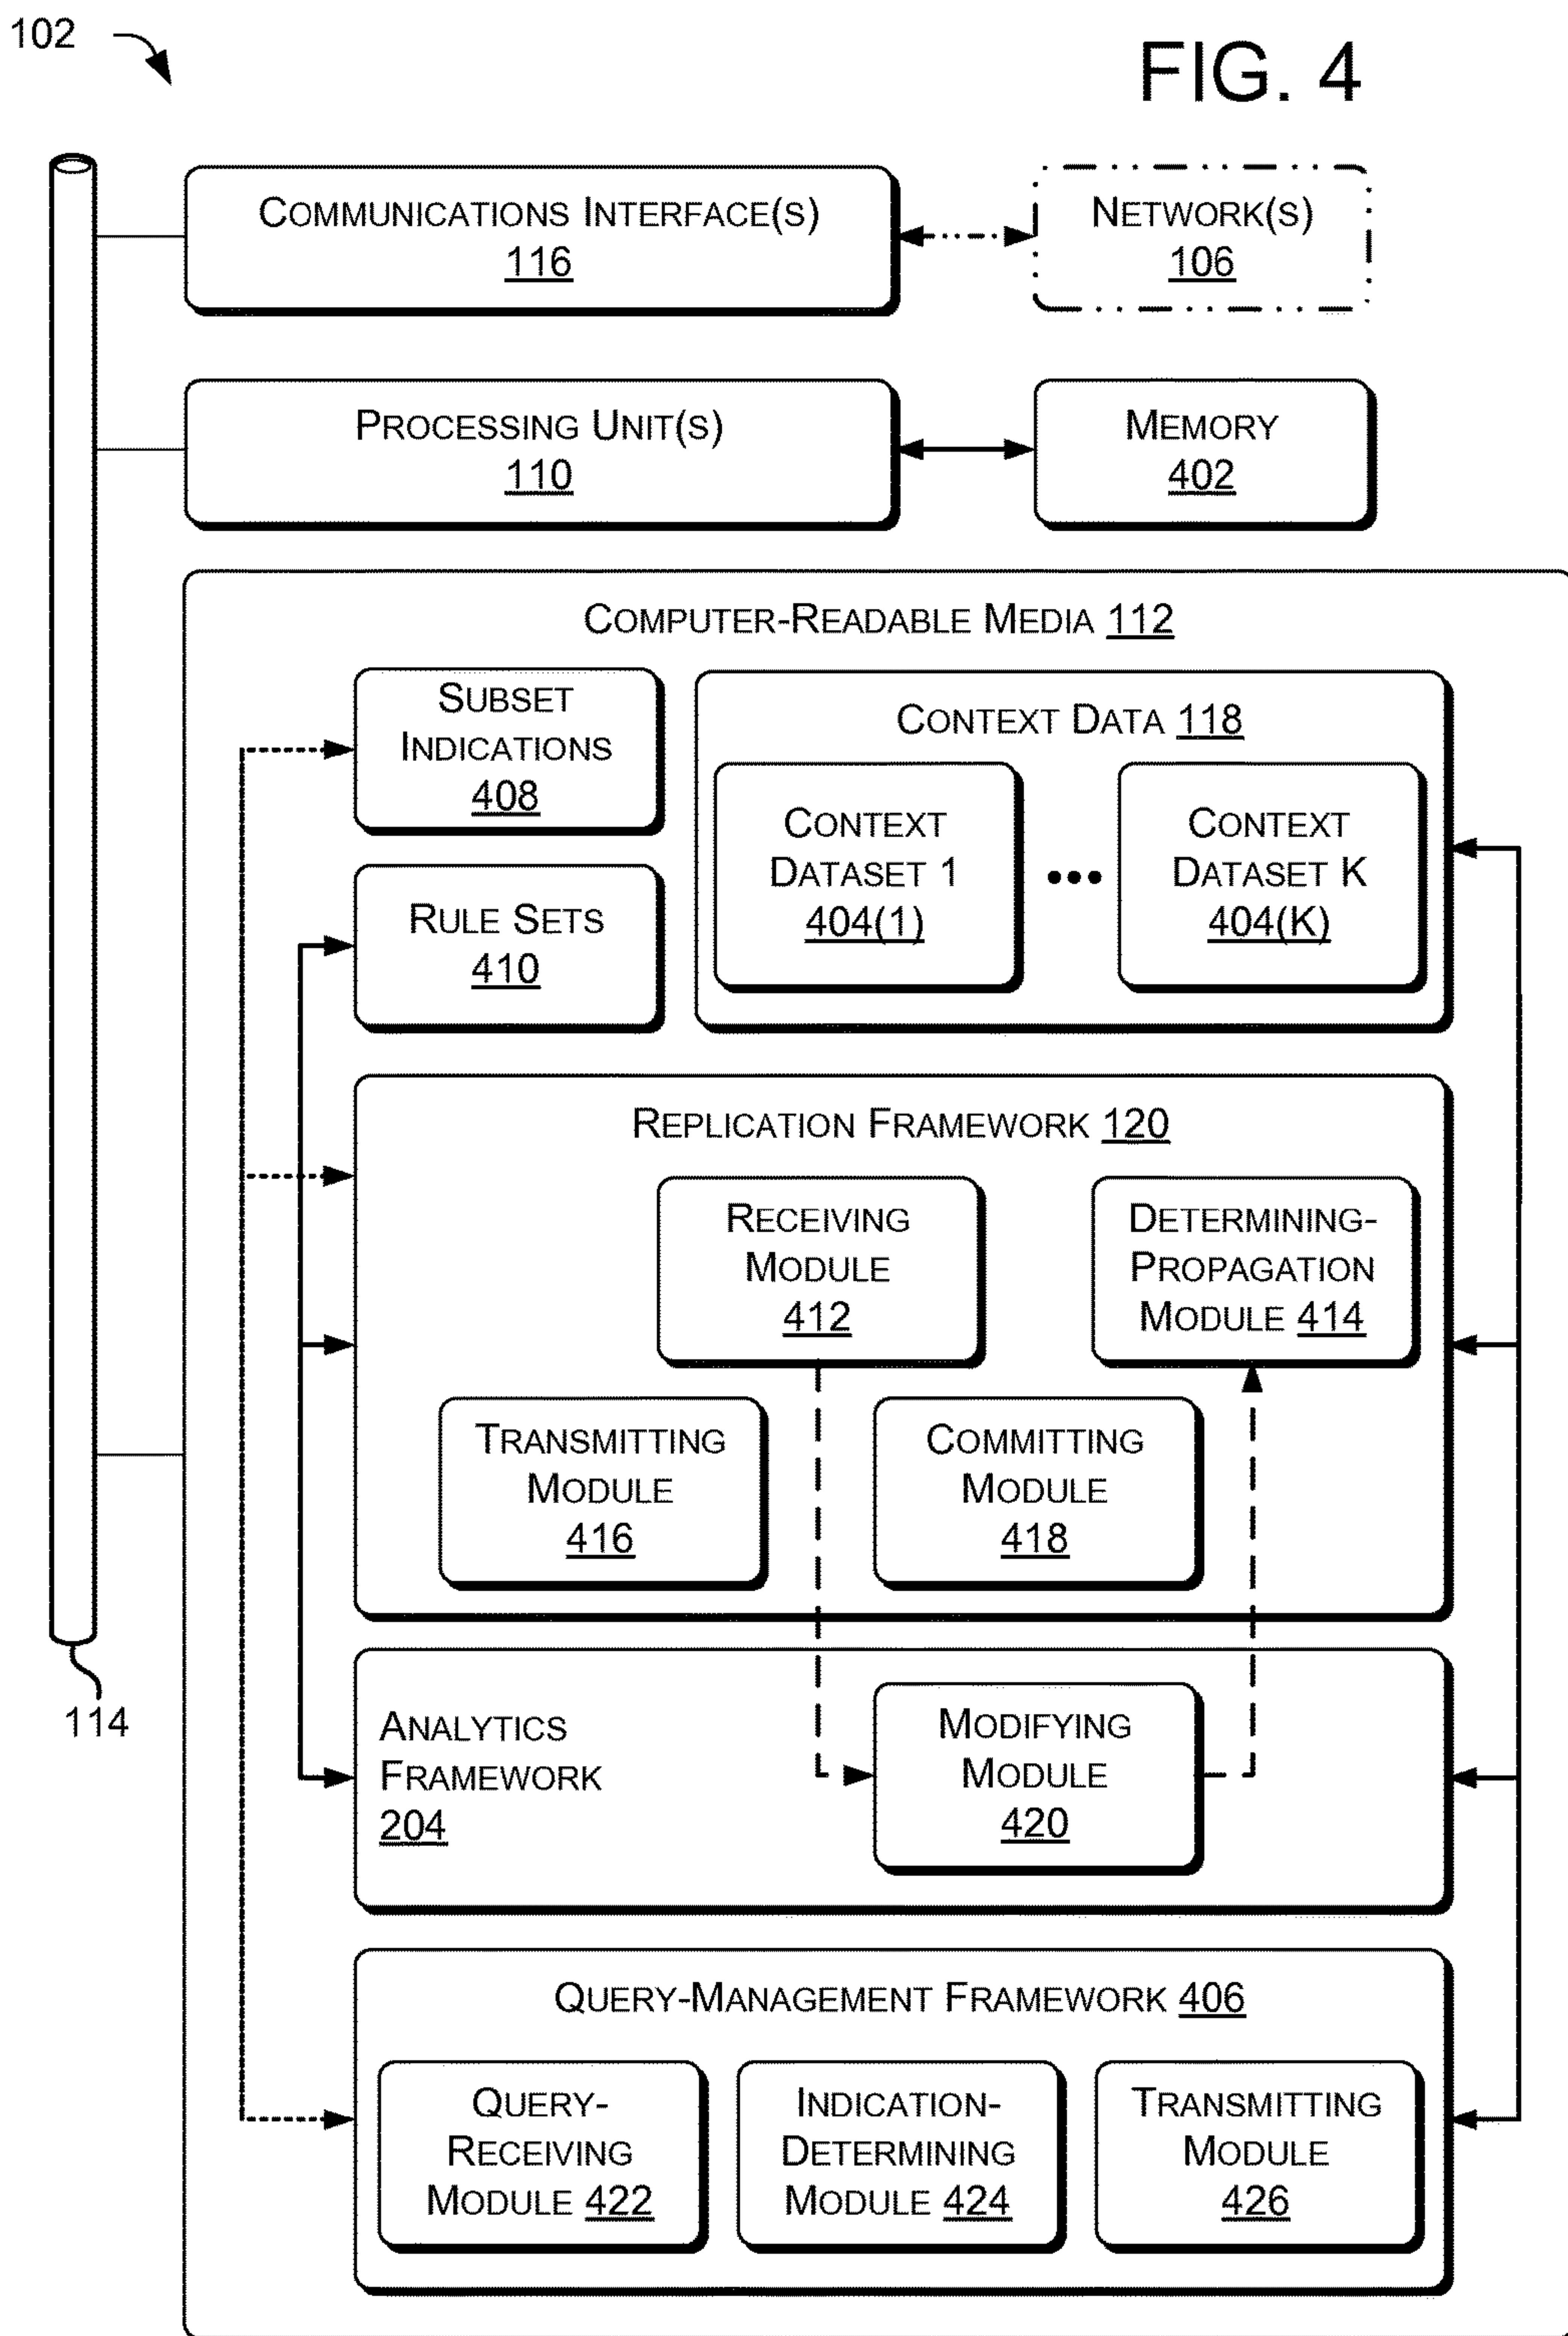 102
FIG. 4
COMMUNICATIONS INTERFACE(S)
116
NETWORK(S)
106
PROCESSING UNIT(S)
110
MEMORY
402
COMPUTER-READABLE MEDIA 112
SUBSET
INDICATIONS
408
CONTEXT DATA 118
CONTEXT
DATASET 1
404(1)
•••
CONTEXT
DATASET K
404(K)
RULE SETS
410
REPLICATION FRAMEWORK 120
RECEIVING
MODULE
412
DETERMINING-
PROPAGATION
MODULE 414
TRANSMITTING
MODULE
416
COMMITTING
MODULE
418
114
ANALYTICS
FRAMEWORK
204
MODIFYING
MODULE
420
QUERY-MANAGEMENT FRAMEWORK 406
QUERY-
RECEIVING
MODULE 422
INDICATION-
DETERMINING
MODULE 424
TRANSMITTING
MODULE
426